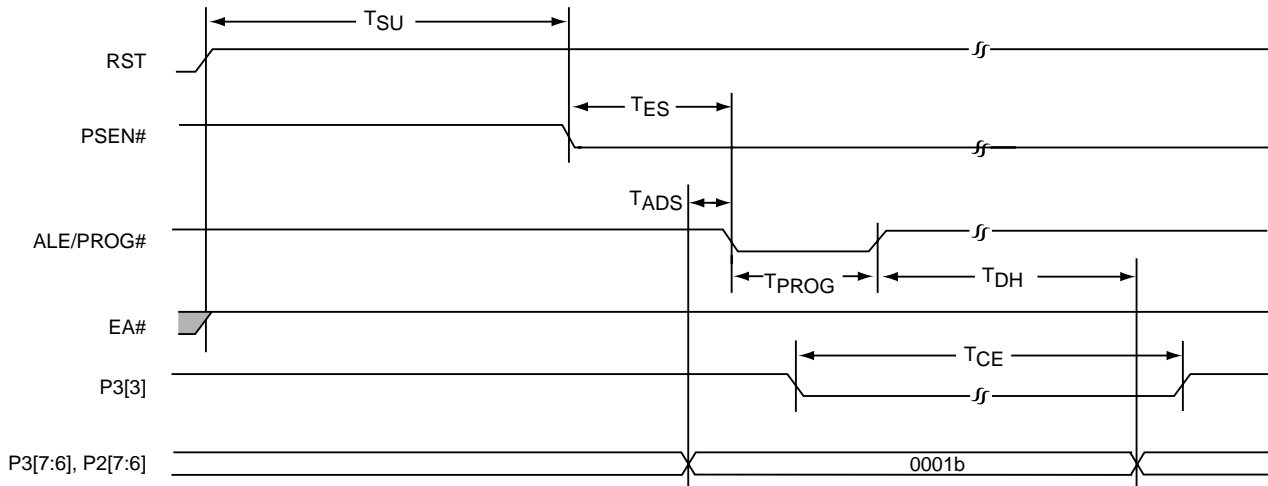 TSU
RST
TES
PSEN#
TADS
ALE/PROG#
TPROG
TDH
EA#
TCE
P3[3]
P3[7:6], P2[7:6]
0001b